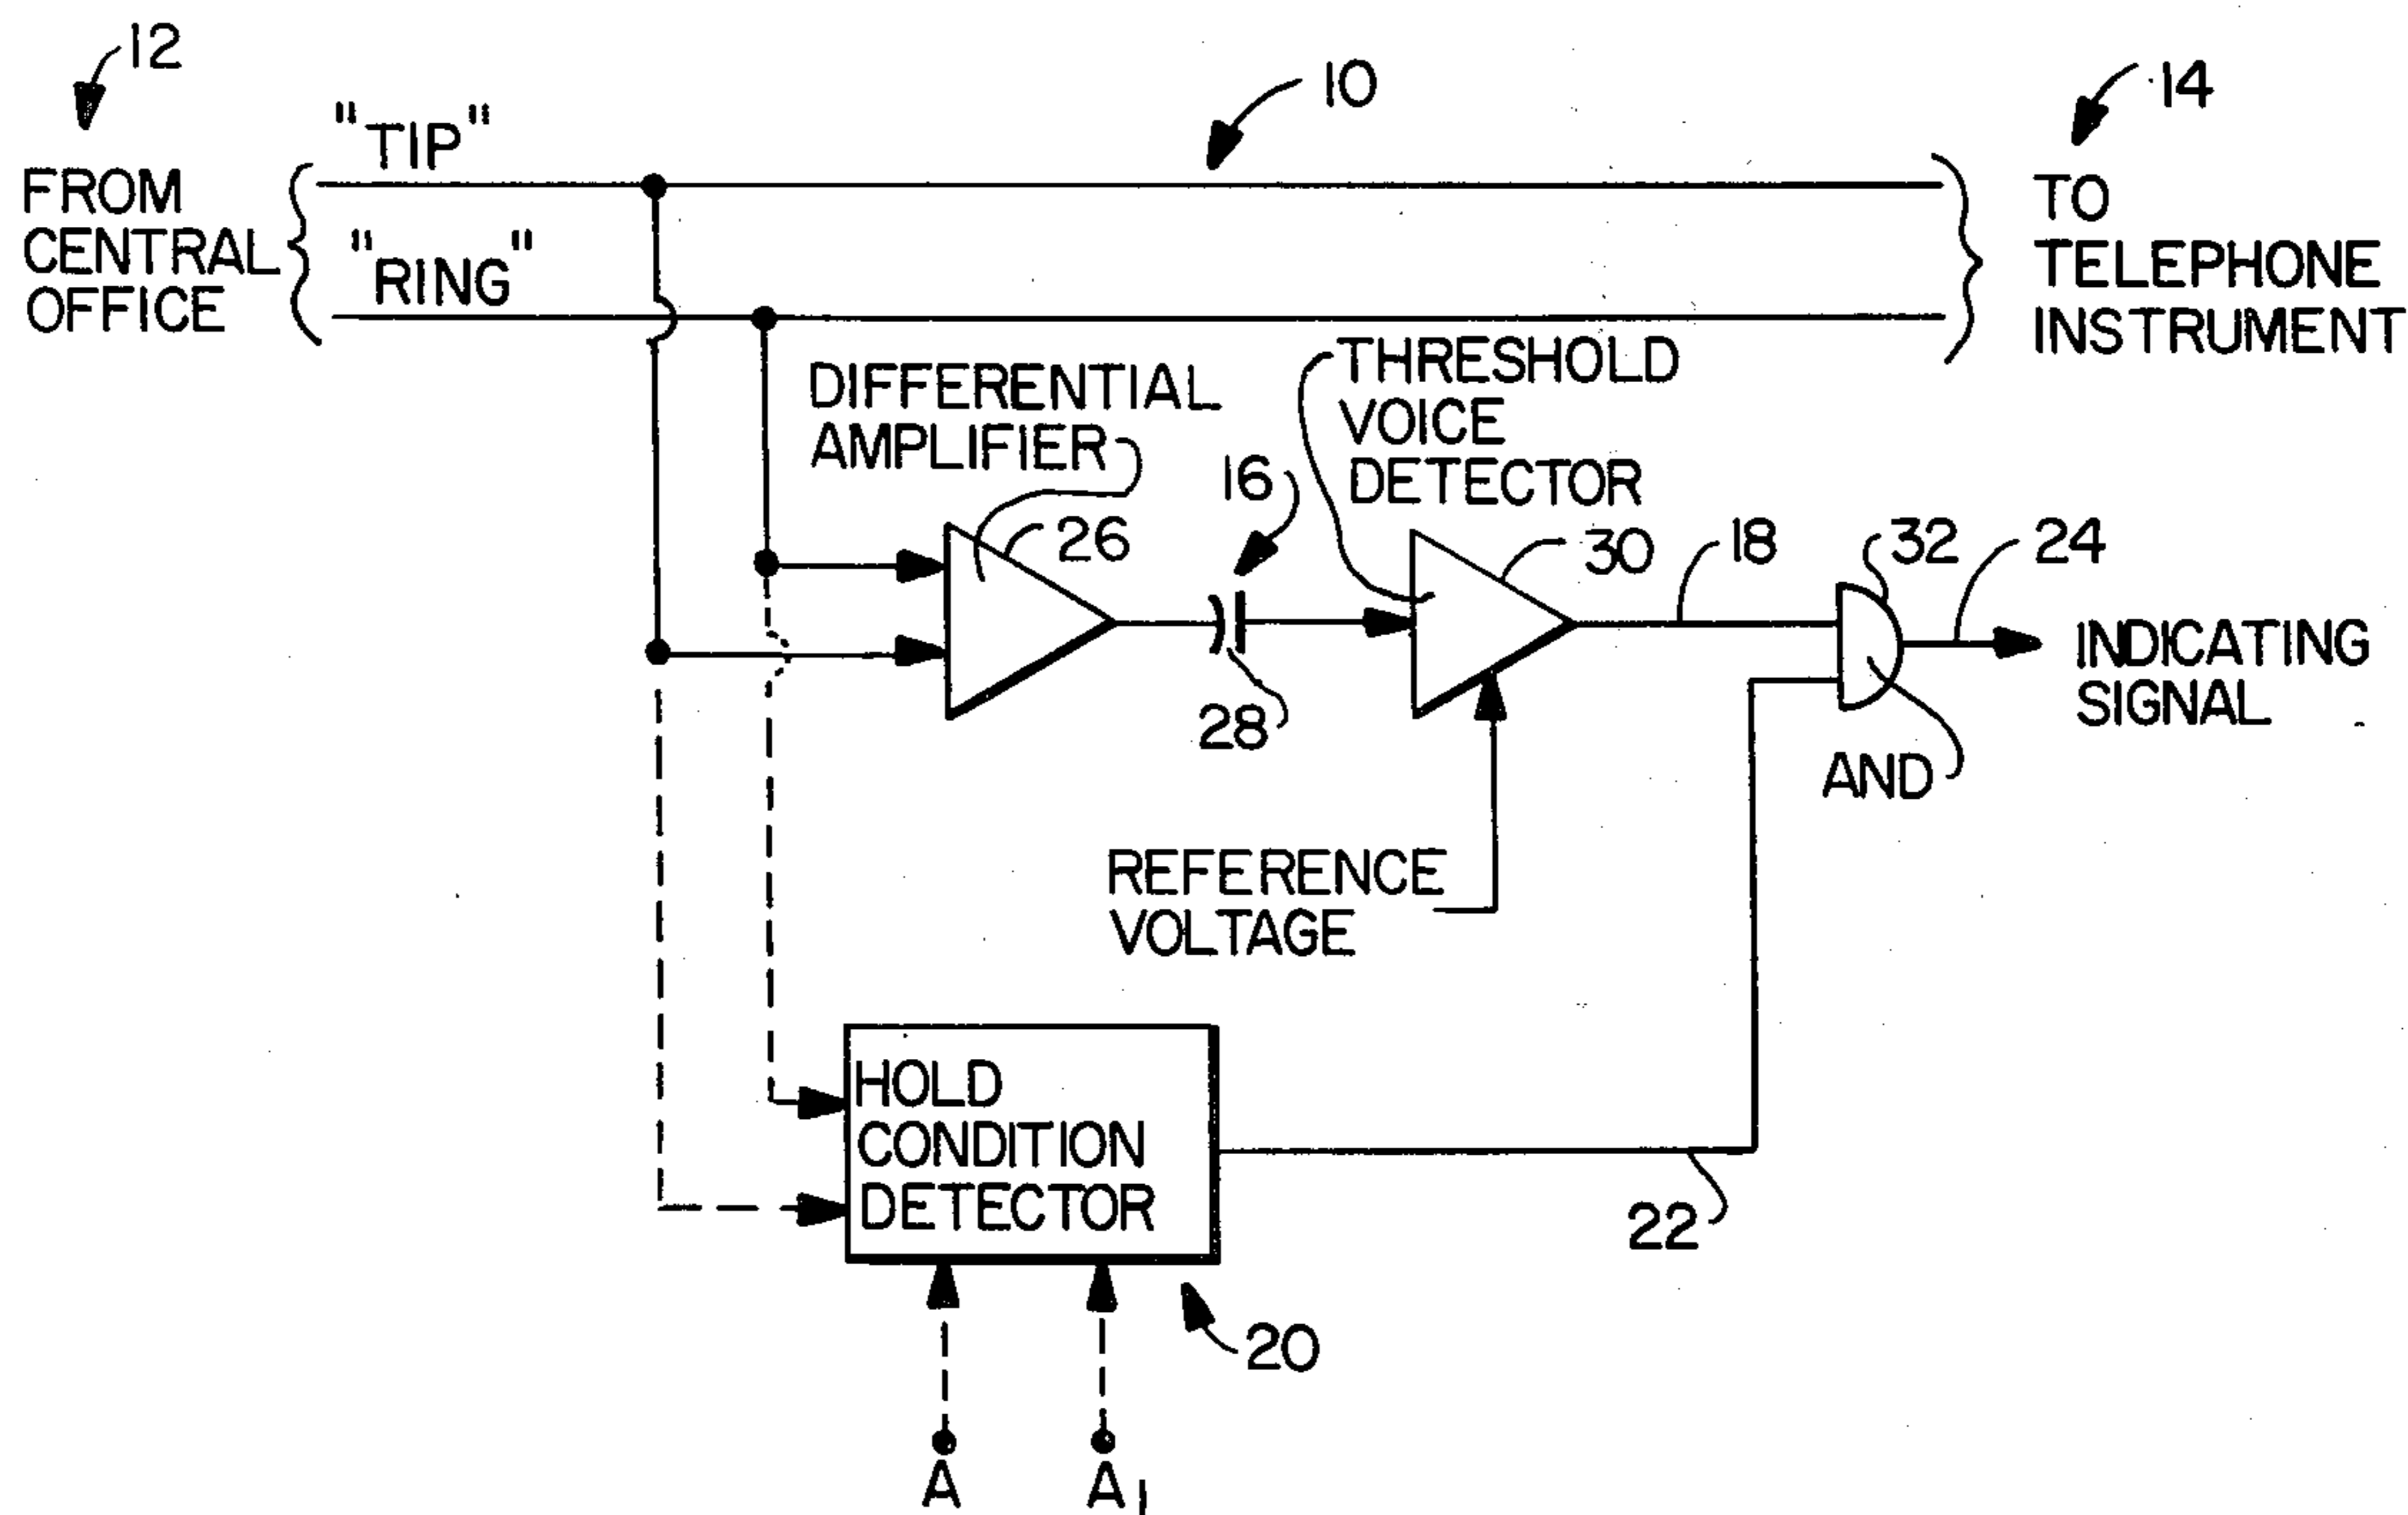 12
10
14
"TIP"
FROM
CENTRAL
OFFICE
"RING"
TO
TELEPHONE
INSTRUMENT
DIFFERENTIAL
AMPLIFIER
THRESHOLD
VOICE
DETECTOR
16
26
30
18
32
24
28
INDICATING
SIGNAL
AND
REFERENCE
VOLTAGE
HOLD
CONDITION
DETECTOR
22
20
A
A1